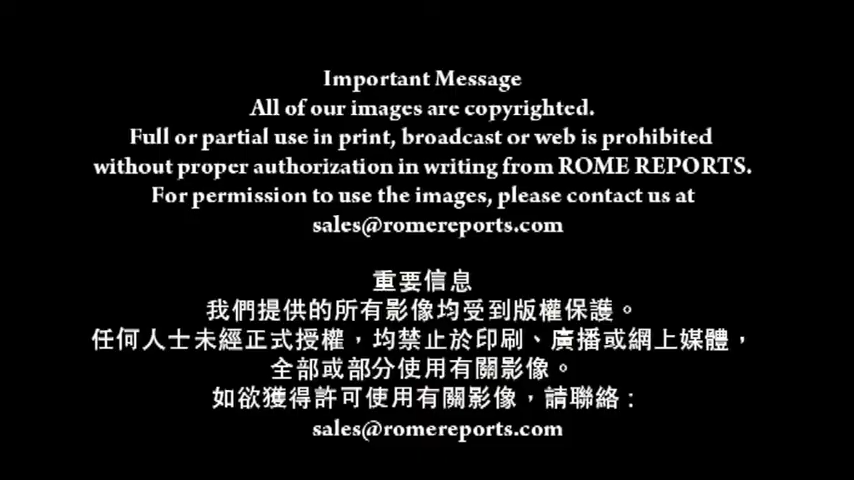 Important Message
All of our images are copyrighted.
Full or partial use in print, broadcast or web is prohibited
without proper authorization in writing from ROME REPORTS.
For permission to use the images, please contact us at
sales@romereports.com
重要信息
我們提供的所有影像均受到版權保護。
任何人士未經正式授權，均禁止於印刷、廣播或網上媒體，
全部或部分使用有關影像。
如欲獲得許可使用有關影像，請聯絡：
sales@romereports.com